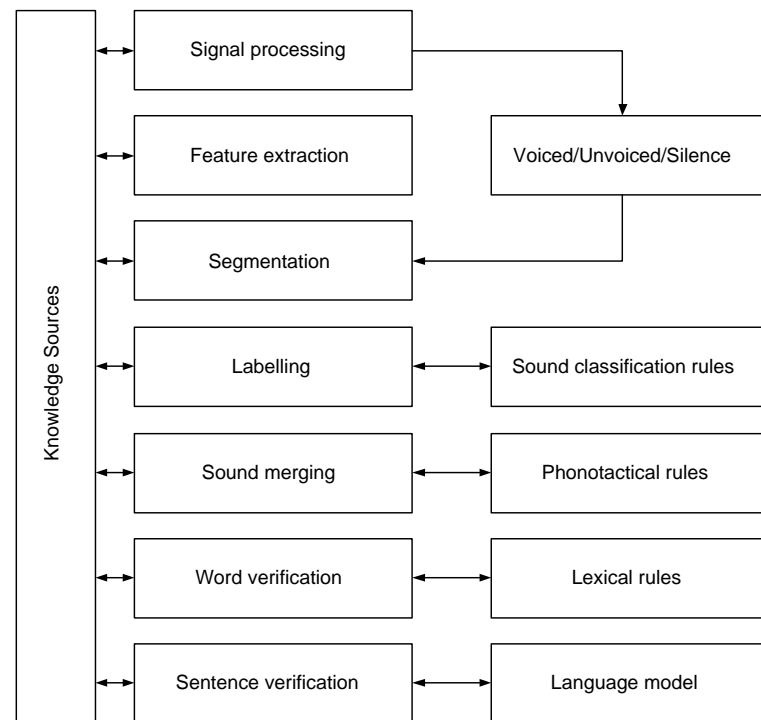 Knowledge Sources
Signal processing
Feature extraction
Voiced/Unvoiced/Silence
Segmentation
Labelling
Sound classification rules
Sound merging
Phonotactical rules
Word verification
Lexical rules
Sentence verification
Language model